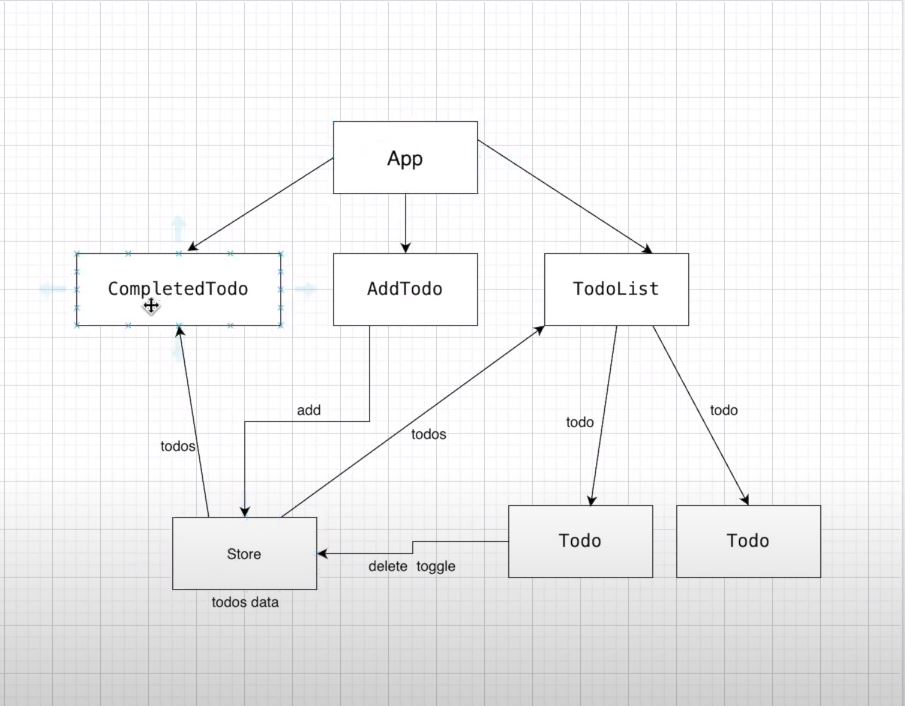 App
CompletedTodo
AddTodo
TodoList
add
todo
todo
todos
todos
Todo
Todo
Store
delete toggle
todos data